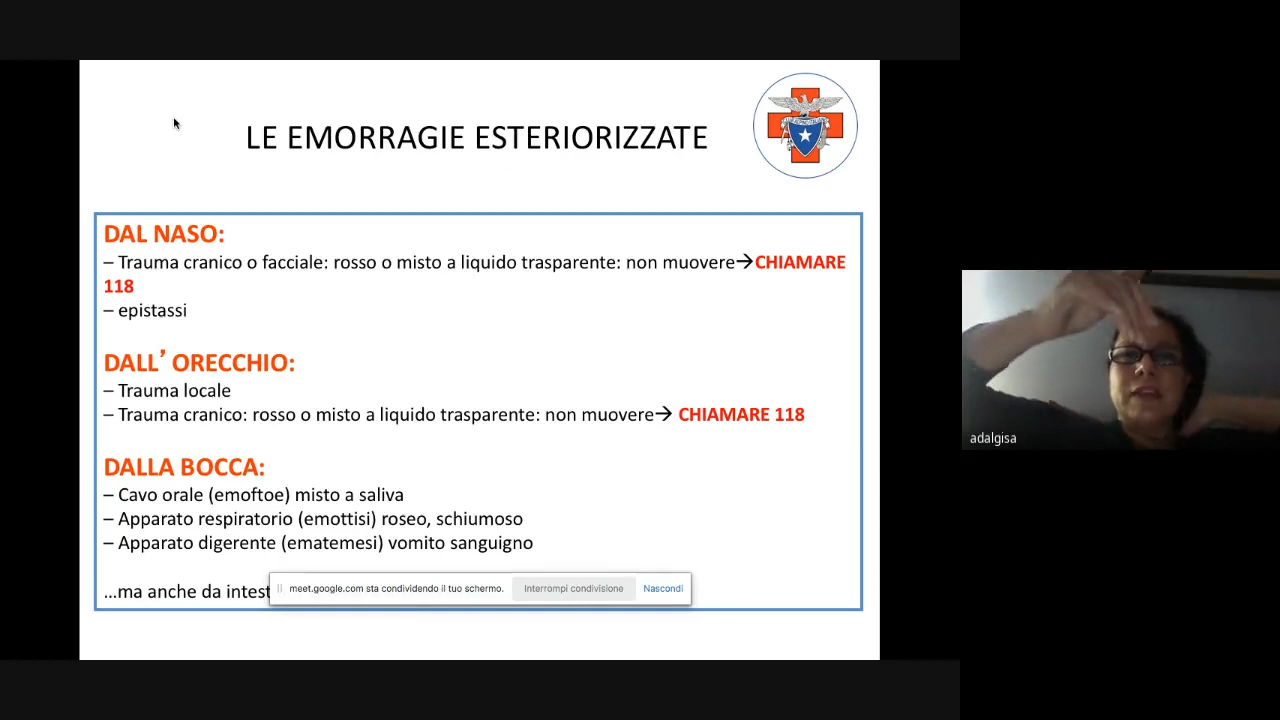 LE EMORRAGIE ESTERIORIZZATE
DAL NASO:
– Trauma cranico o facciale: rosso o misto a liquido trasparente: non muovere→CHIAMARE
118
– epistassi
DALL’ ORECCHIO:
– Trauma locale
– Trauma cranico: rosso o misto a liquido trasparente: non muovere→ CHIAMARE 118
DALLA BOCCA:
– Cavo orale (emoftoe) misto a saliva
– Apparato respiratorio (emottisi) roseo, schiumoso
– Apparato digerente (ematemesi) vomito sanguigno
...ma anche da intest
meet.google.com sta condividendo il tuo schermo. Interrompi condivisione Nascondi
adalgisa